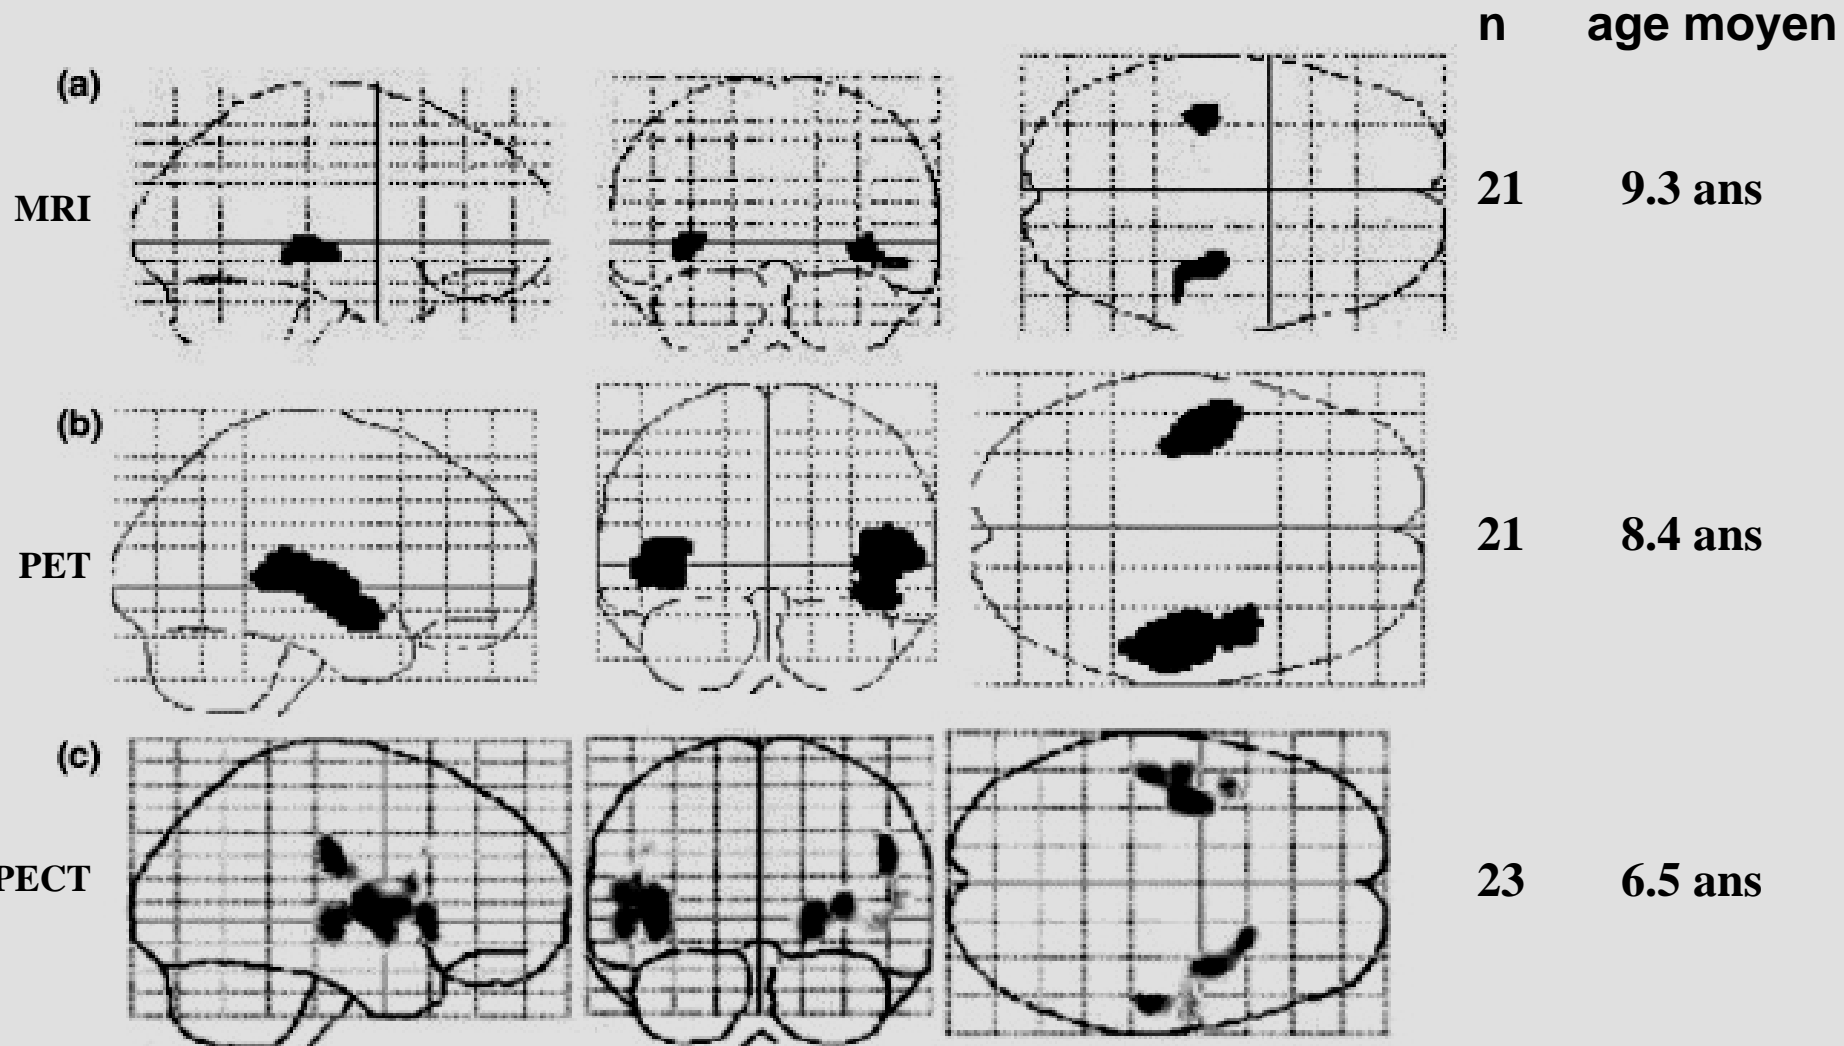 n age moyen
(a)
MRI 21 9.3 ans
(b)
PET 21 8.4 ans
(c)
PECT 23 6.5 ans